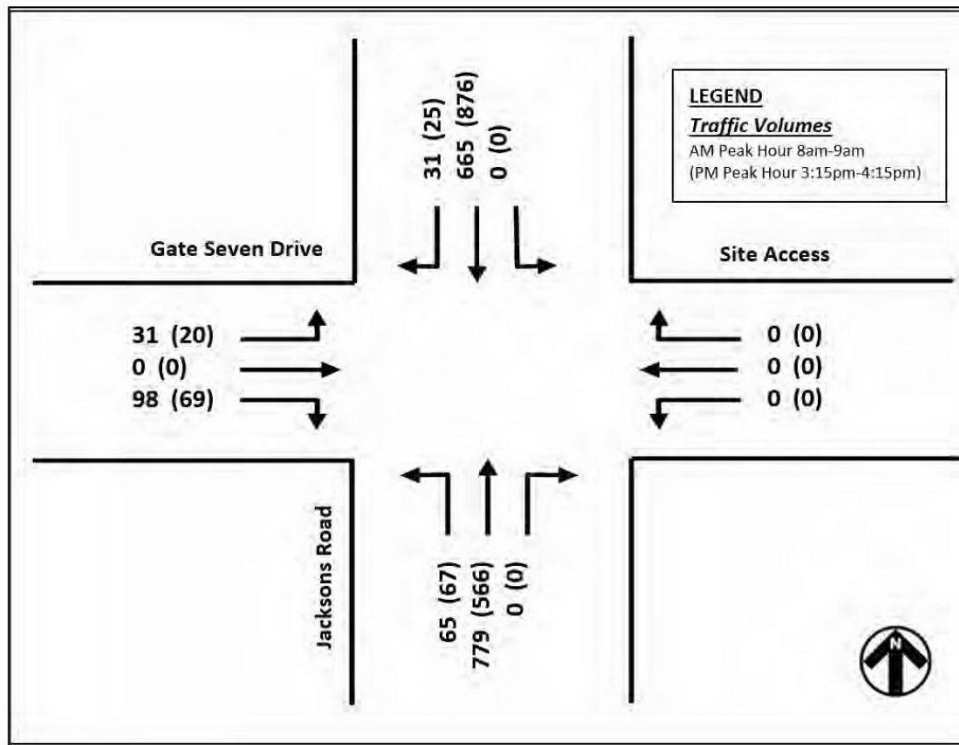 31 (25)
665 (876)
0 (0)
LEGEND
Traffic Volumes
AM Peak Hour 8am-9am
(PM Peak Hour 3:15pm-4:15pm)
Gate Seven Drive
Site Access
31 (20)
0 (0)
98 (69)
0 (0)
0 (0)
0 (0)
Jacksons Road
65 (67)
779 (566)
0 (0)
N